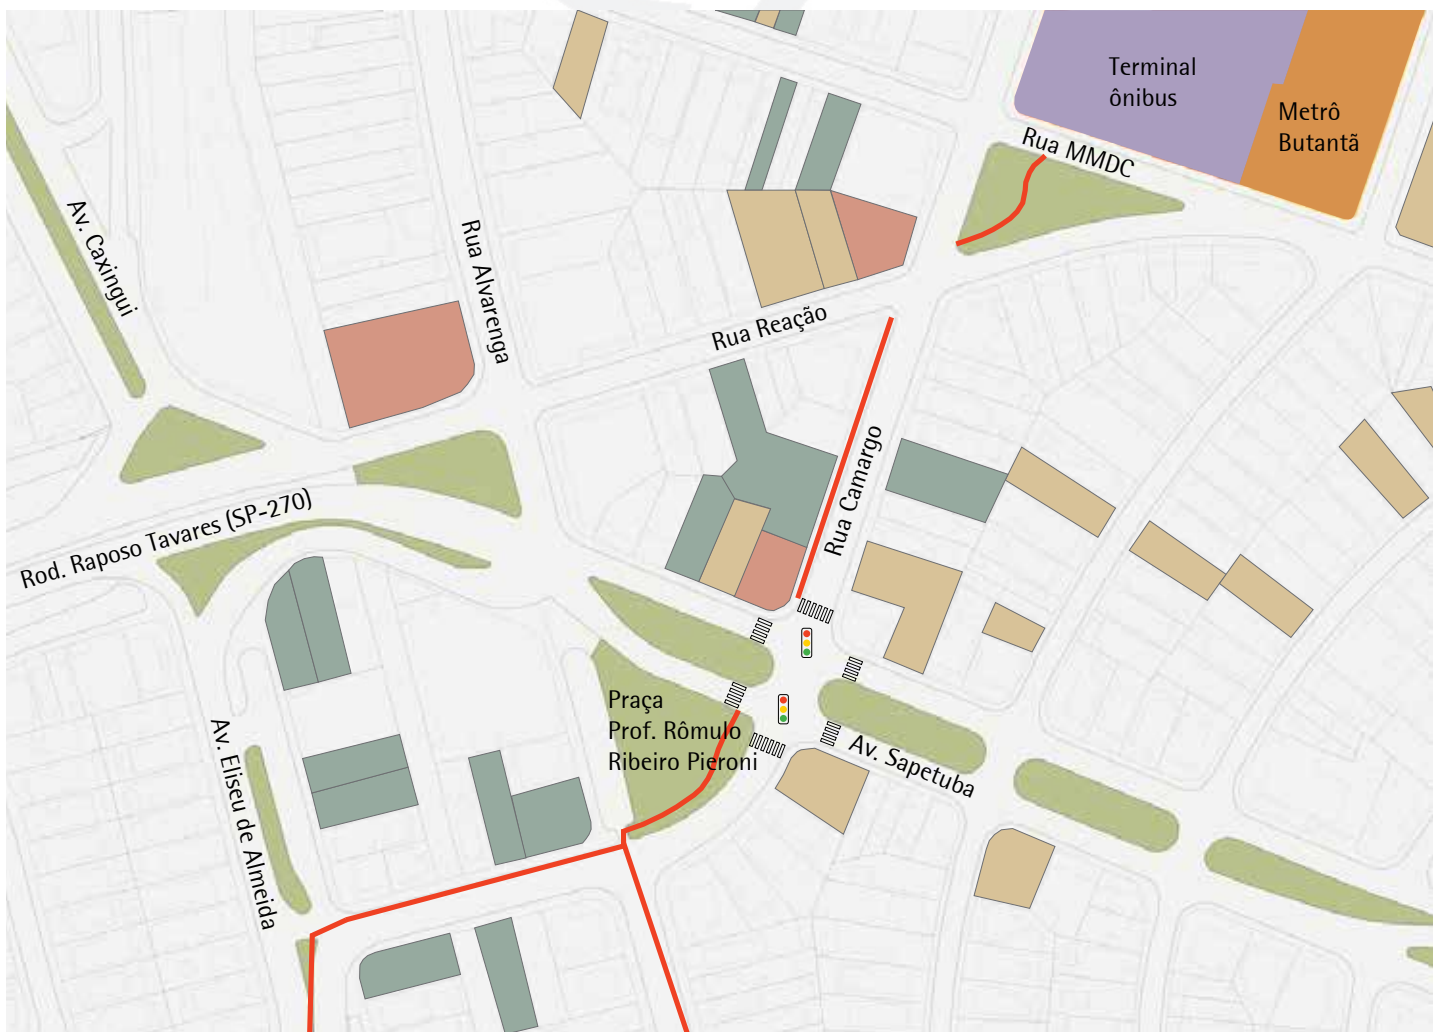 Terminal
ônibus
Metrô
Butantã
Rua MMDC
Av. Caxingui
Rua Alvarenga
Rua Reação
Rua Camargo
Rod. Raposo Tavares (SP-270)
Praça
Prof. Rômulo
Ribeiro Pieroni
Av. Sapetuba
Av. Eliseu de Almeida